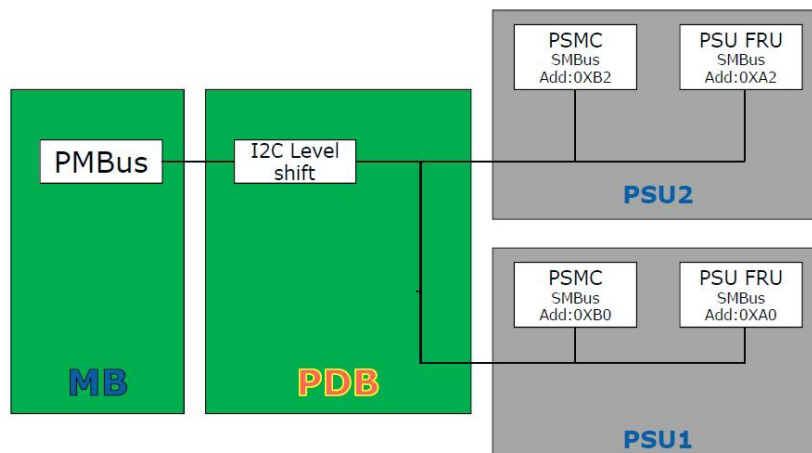 PMBus
MB
I2C Level
shift
PDB
PSMC
SMBus
Add:0XB2
PSU FRU
SMBus
Add:0XA2
PSU2
PSMC
SMBus
Add:0XB0
PSU FRU
SMBus
Add:0XA0
PSU1